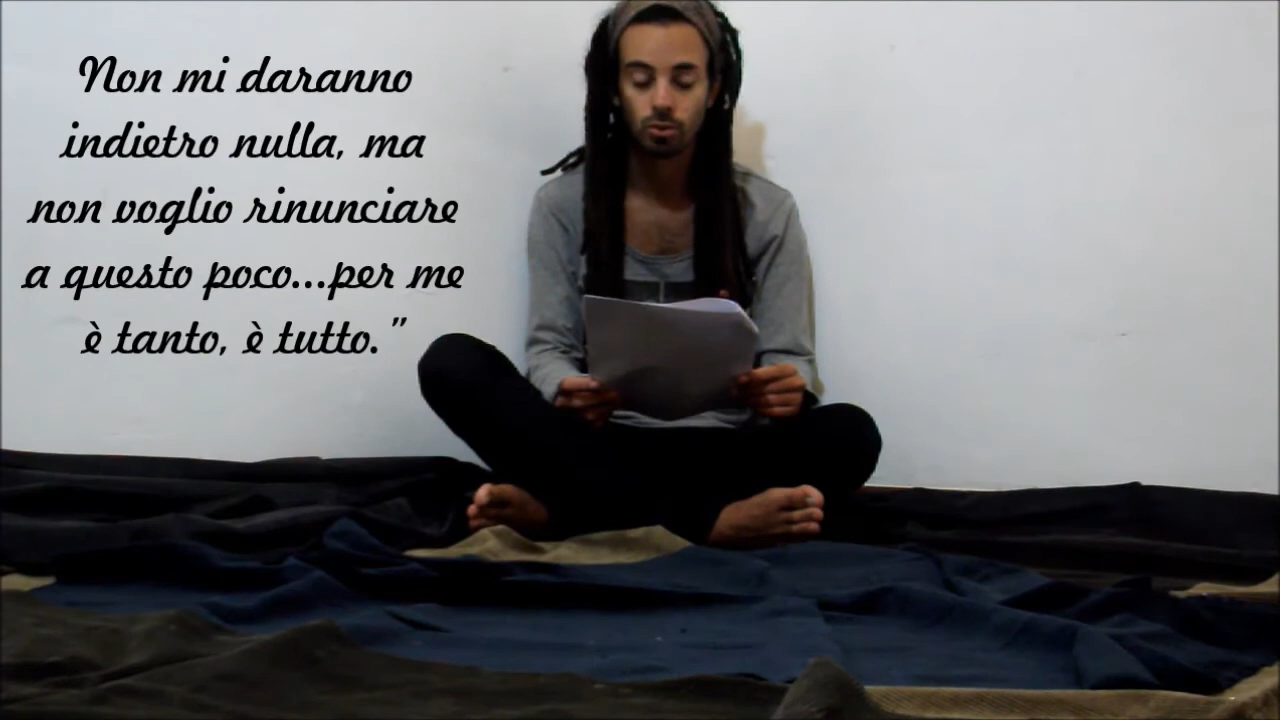 Non mi daranno
indietro nulla, ma
non voglio rinunciare
a questo poco...per me
è tanto, è tutto."